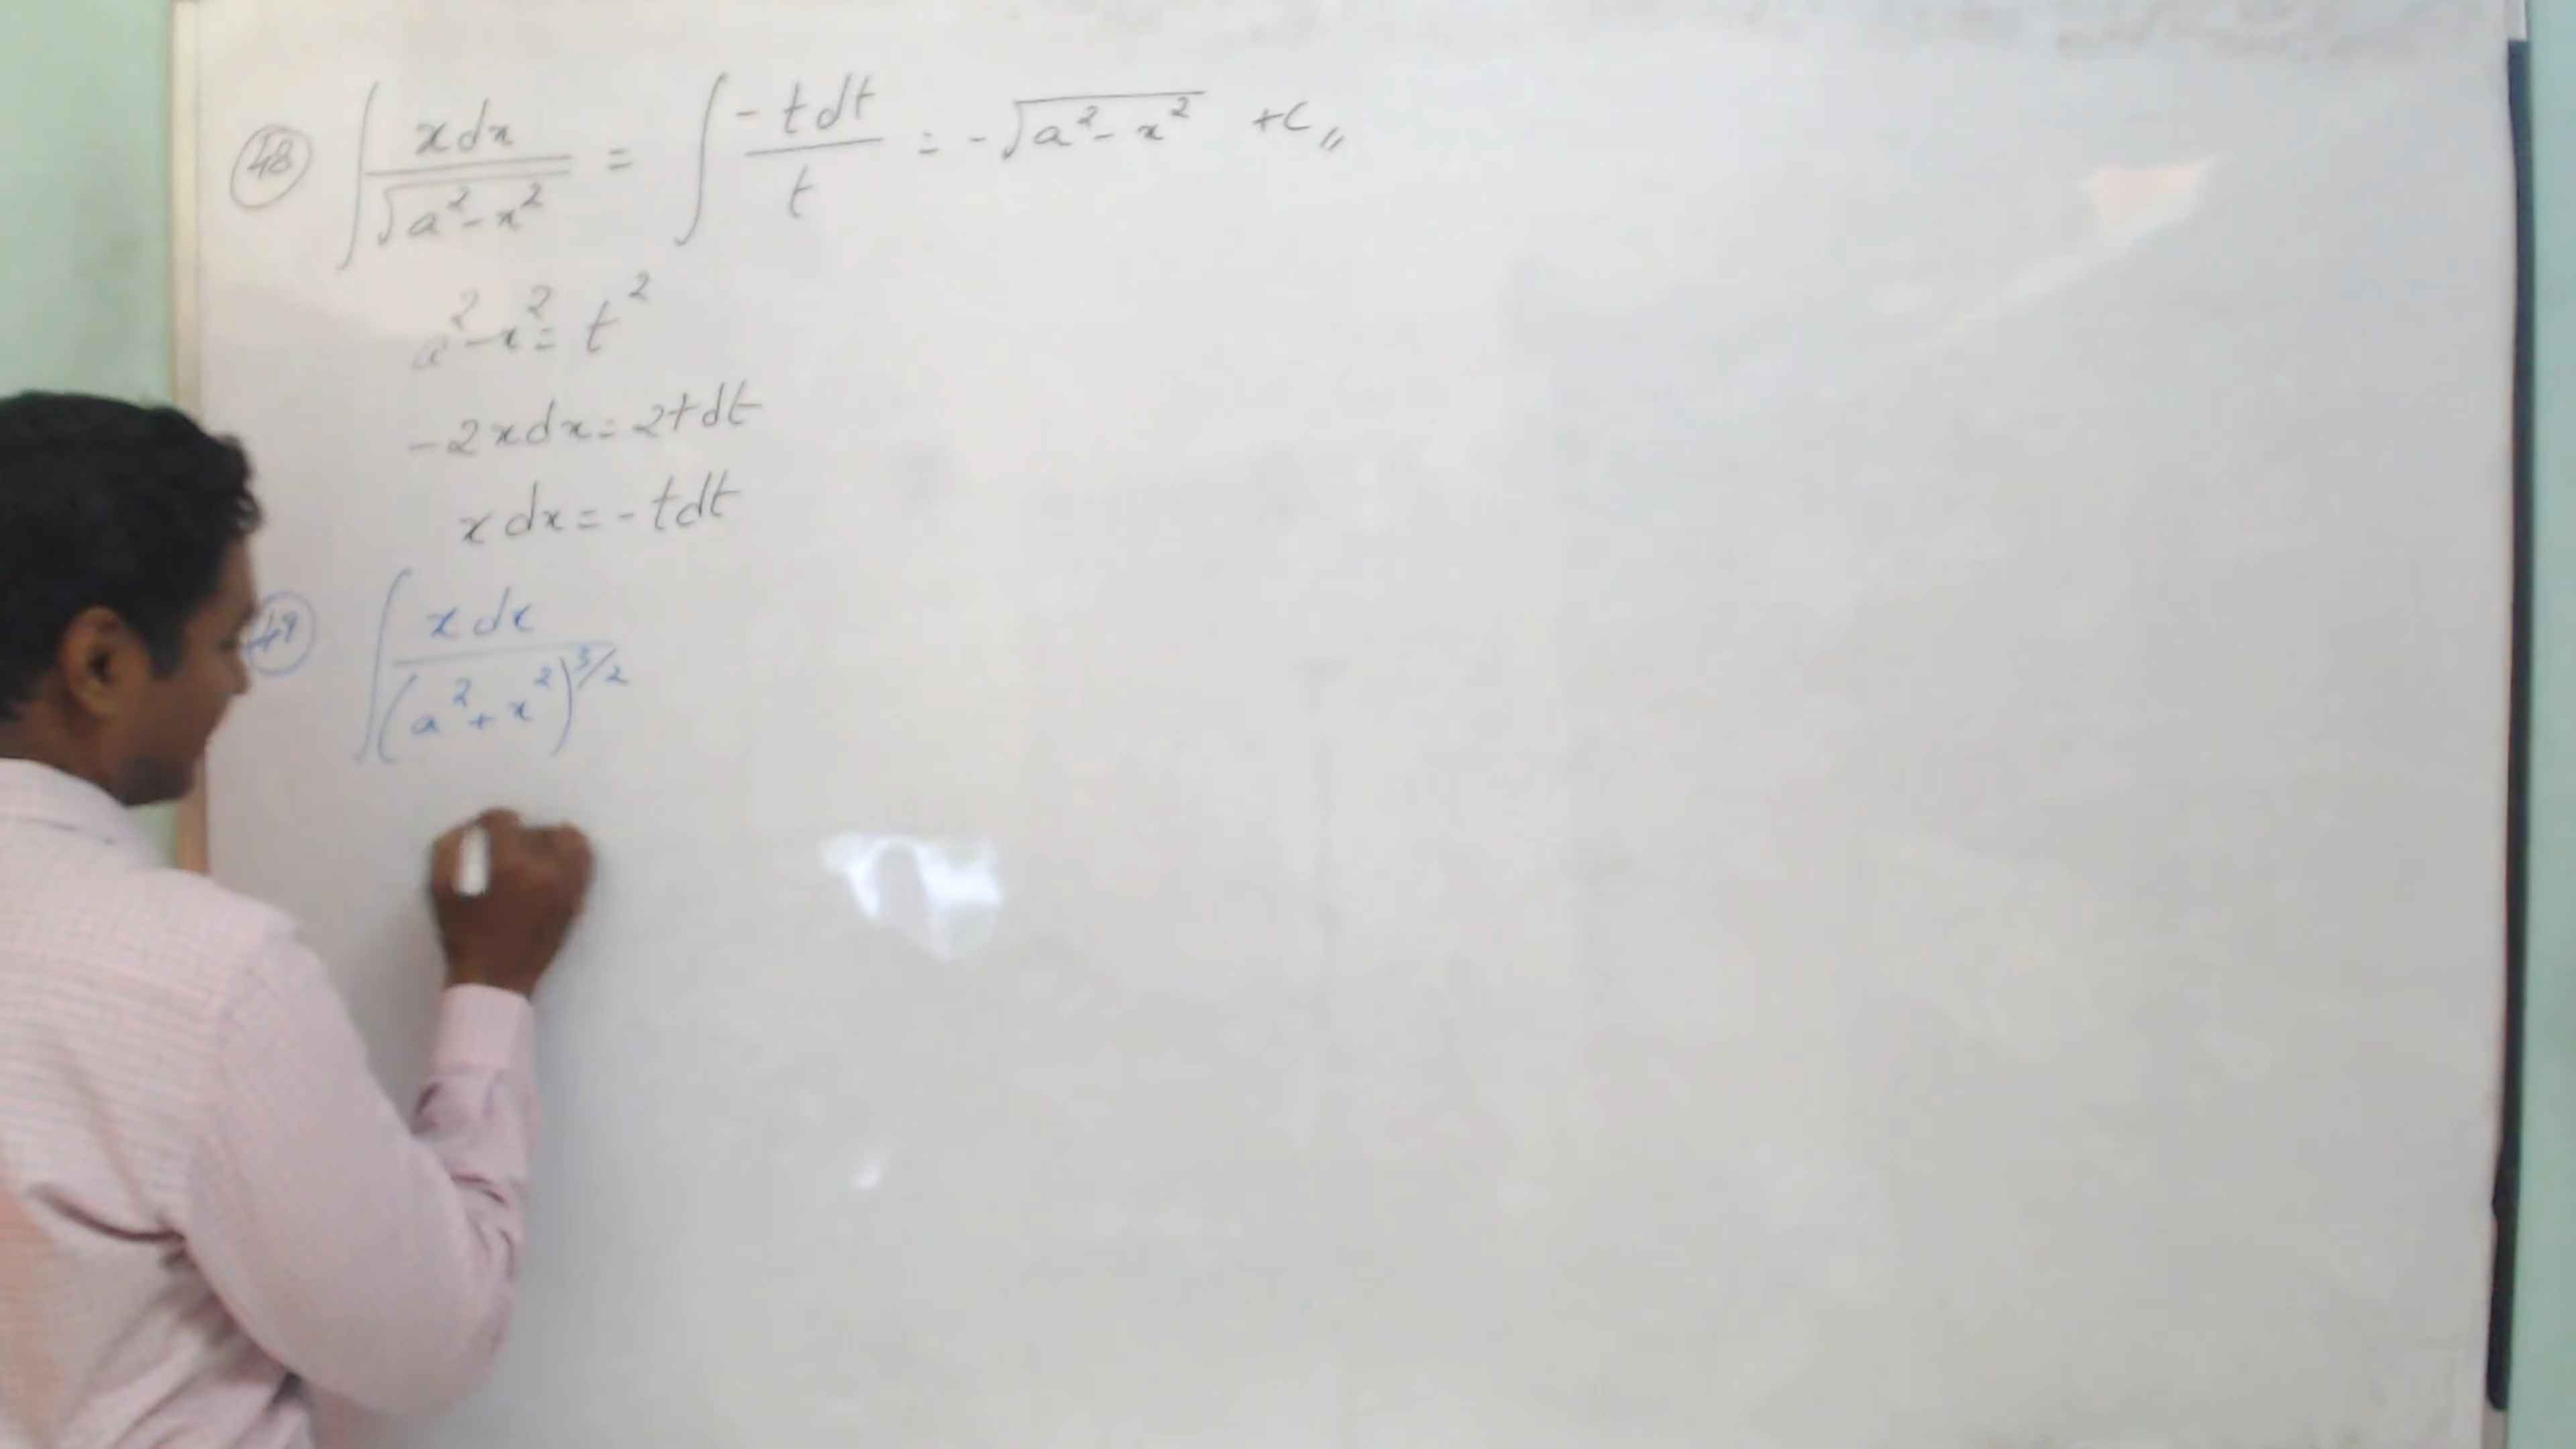 48 ∫ x dx / √(a² - x²) = ∫ -t dt / t = -√(a² - x²) + C //
a² - x² = t²
-2x dx = 2t dt
x dx = -t dt
49 ∫ x dx / (a² + x²)^(3/2)